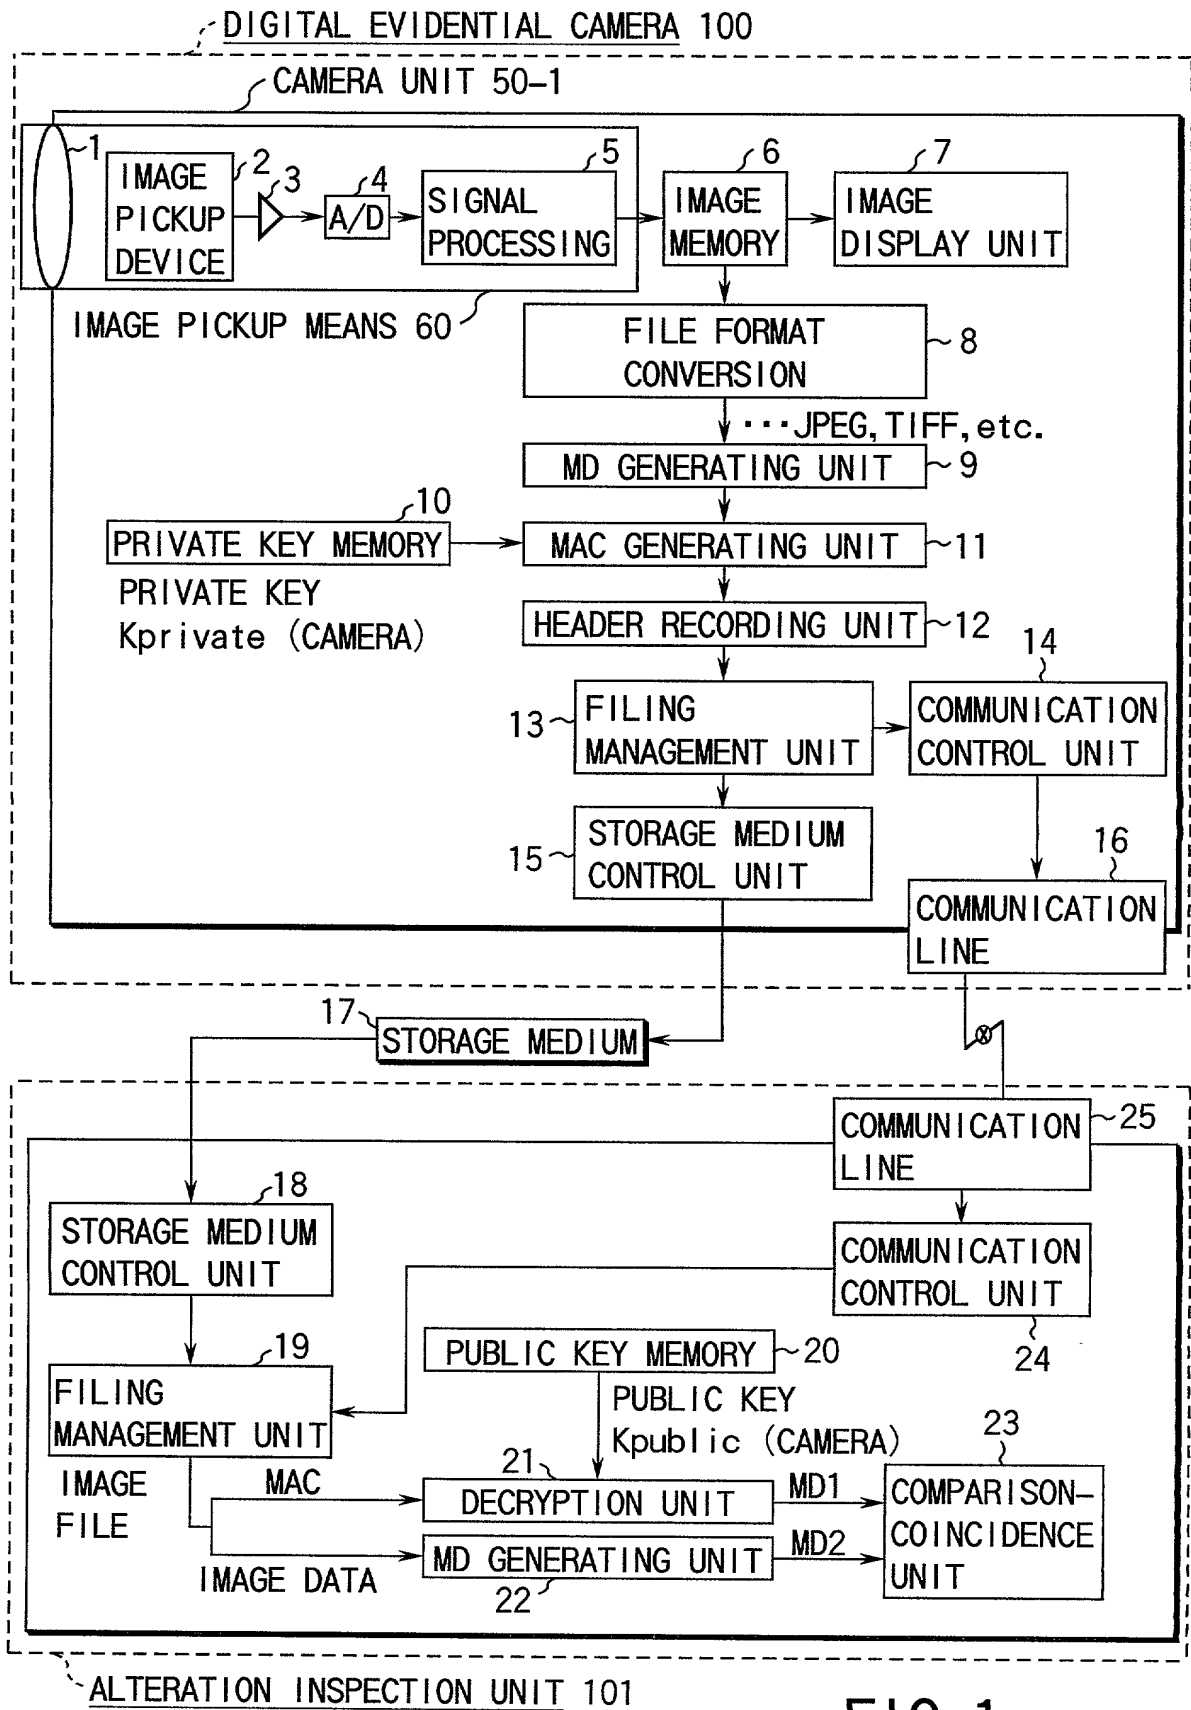 DIGITAL EVIDENTIAL CAMERA 100
CAMERA UNIT 50-1
1
IMAGE PICKUP DEVICE
2
3
4
A/D
5
SIGNAL PROCESSING
6
IMAGE MEMORY
7
IMAGE DISPLAY UNIT
IMAGE PICKUP MEANS 60
FILE FORMAT CONVERSION
8
···JPEG, TIFF, etc.
MD GENERATING UNIT
9
10
PRIVATE KEY MEMORY
PRIVATE KEY
Kprivate (CAMERA)
MAC GENERATING UNIT
11
HEADER RECORDING UNIT
12
13
FILING MANAGEMENT UNIT
14
COMMUNICATION CONTROL UNIT
15
STORAGE MEDIUM CONTROL UNIT
16
COMMUNICATION LINE
17
STORAGE MEDIUM
COMMUNICATION LINE
25
18
STORAGE MEDIUM CONTROL UNIT
COMMUNICATION CONTROL UNIT
24
19
FILING MANAGEMENT UNIT
PUBLIC KEY MEMORY
20
PUBLIC KEY
Kpublic (CAMERA)
IMAGE FILE
MAC
21
DECRYPTION UNIT
MD1
23
COMPARISON-COINCIDENCE UNIT
IMAGE DATA
MD GENERATING UNIT
22
MD2
ALTERATION INSPECTION UNIT 101